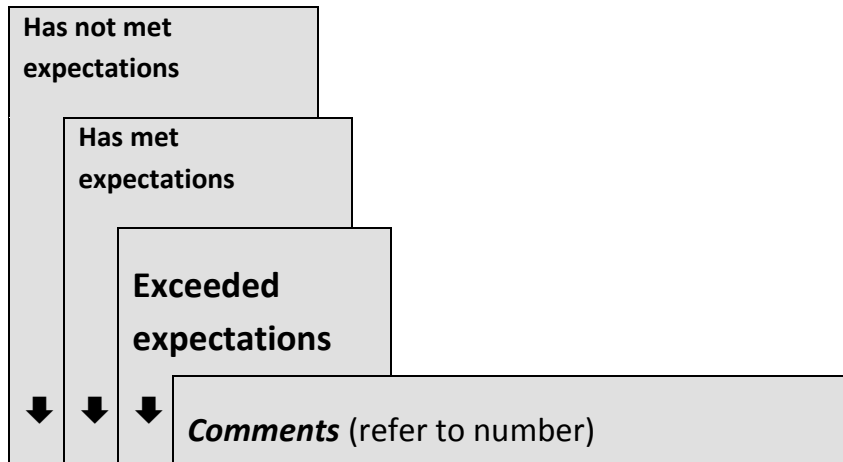 Has not met
expectations
Has met
expectations
Exceeded
expectations
Comments (refer to number)